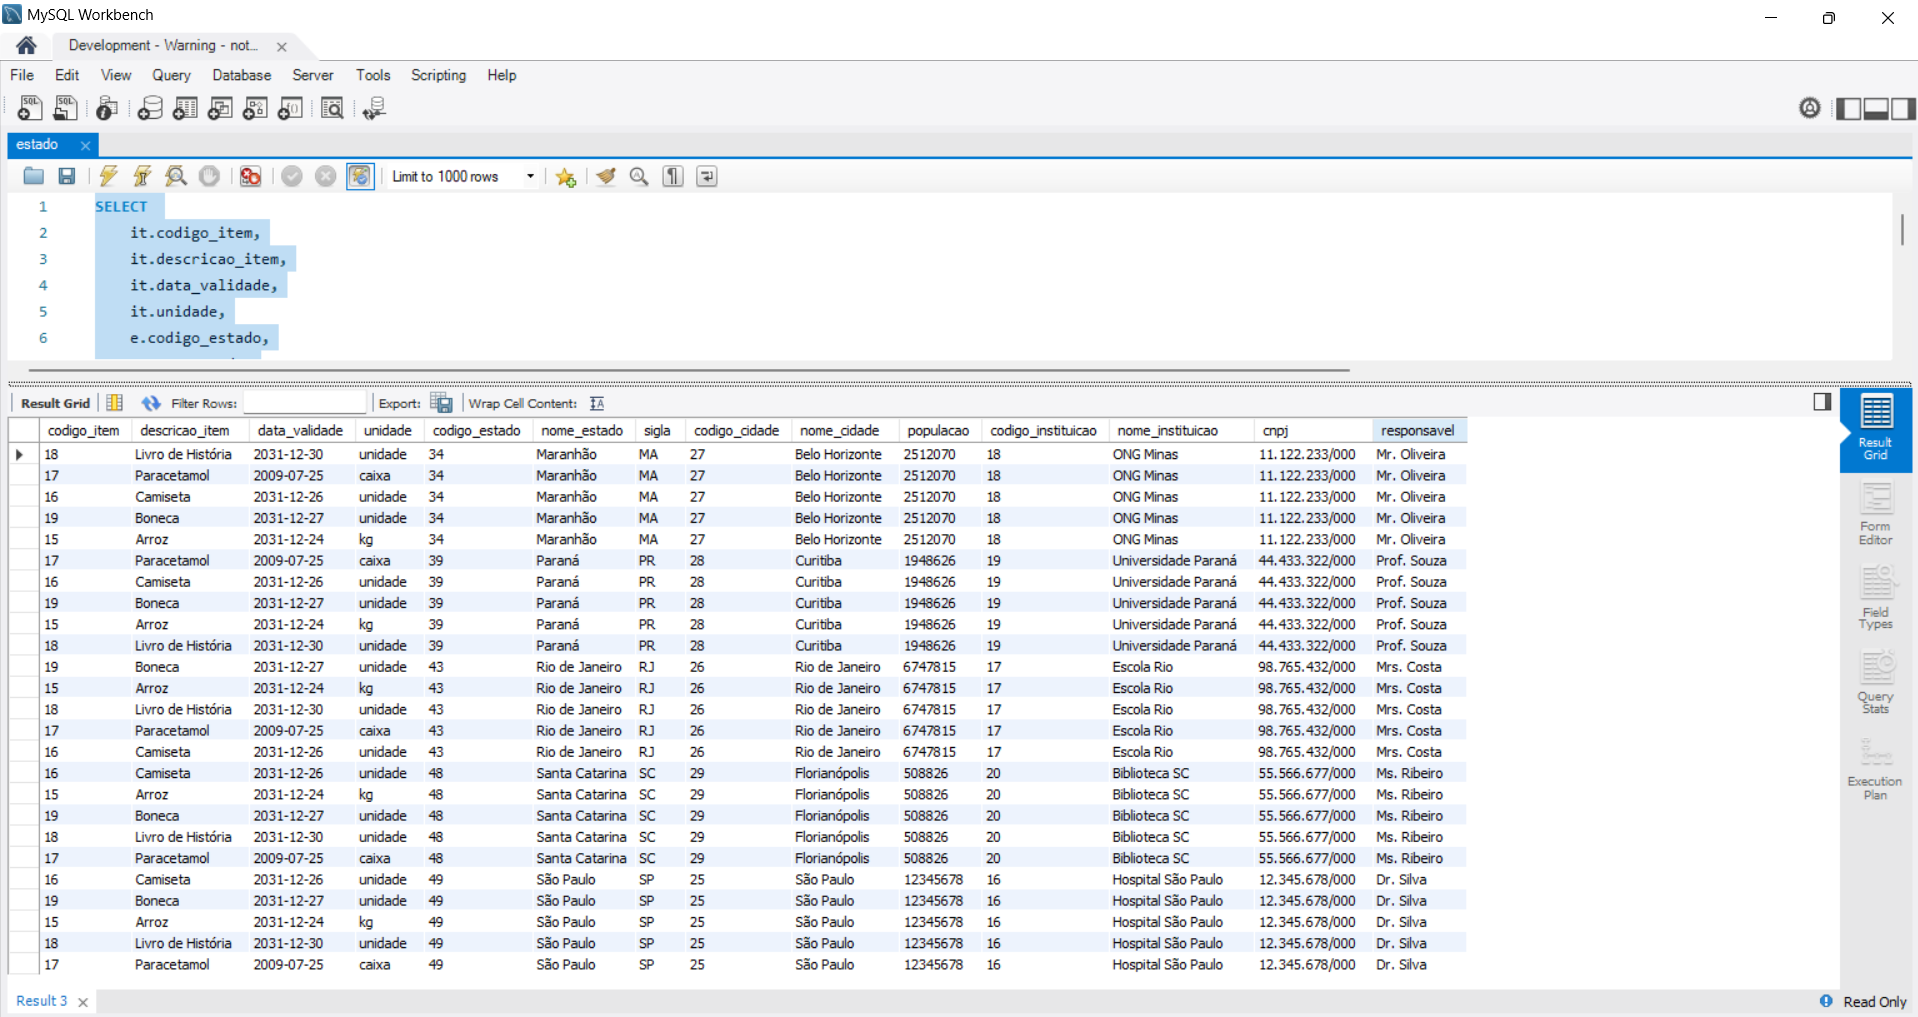 MySQL Workbench
Development - Warning - not...
File Edit View Query Database Server Tools Scripting Help
estado
Limit to 1000 rows
1 SELECT
2 it.codigo_item,
3 it.descricao_item,
4 it.data_validade,
5 it.unidade,
6 e.codigo_estado,
Result Grid Filter Rows: Export: Wrap Cell Content:
codigo_item descricao_item data_validade unidade codigo_estado nome_estado sigla codigo_cidade nome_cidade populacao codigo_instituicao nome_instituicao cnpj responsavel
18 Livro de História 2031-12-30 unidade 34 Maranhão MA 27 Belo Horizonte 2512070 18 ONG Minas 11.122.233/000 Mr. Oliveira
17 Paracetamol 2009-07-25 caixa 34 Maranhão MA 27 Belo Horizonte 2512070 18 ONG Minas 11.122.233/000 Mr. Oliveira
16 Camiseta 2031-12-26 unidade 34 Maranhão MA 27 Belo Horizonte 2512070 18 ONG Minas 11.122.233/000 Mr. Oliveira
19 Boneca 2031-12-27 unidade 34 Maranhão MA 27 Belo Horizonte 2512070 18 ONG Minas 11.122.233/000 Mr. Oliveira
15 Arroz 2031-12-24 kg 34 Maranhão MA 27 Belo Horizonte 2512070 18 ONG Minas 11.122.233/000 Mr. Oliveira
17 Paracetamol 2009-07-25 caixa 39 Paraná PR 28 Curitiba 1948626 19 Universidade Paraná 44.433.322/000 Prof. Souza
16 Camiseta 2031-12-26 unidade 39 Paraná PR 28 Curitiba 1948626 19 Universidade Paraná 44.433.322/000 Prof. Souza
19 Boneca 2031-12-27 unidade 39 Paraná PR 28 Curitiba 1948626 19 Universidade Paraná 44.433.322/000 Prof. Souza
15 Arroz 2031-12-24 kg 39 Paraná PR 28 Curitiba 1948626 19 Universidade Paraná 44.433.322/000 Prof. Souza
18 Livro de História 2031-12-30 unidade 39 Paraná PR 28 Curitiba 1948626 19 Universidade Paraná 44.433.322/000 Prof. Souza
19 Boneca 2031-12-27 unidade 43 Rio de Janeiro RJ 26 Rio de Janeiro 6747815 17 Escola Rio 98.765.432/000 Mrs. Costa
15 Arroz 2031-12-24 kg 43 Rio de Janeiro RJ 26 Rio de Janeiro 6747815 17 Escola Rio 98.765.432/000 Mrs. Costa
18 Livro de História 2031-12-30 unidade 43 Rio de Janeiro RJ 26 Rio de Janeiro 6747815 17 Escola Rio 98.765.432/000 Mrs. Costa
17 Paracetamol 2009-07-25 caixa 43 Rio de Janeiro RJ 26 Rio de Janeiro 6747815 17 Escola Rio 98.765.432/000 Mrs. Costa
16 Camiseta 2031-12-26 unidade 43 Rio de Janeiro RJ 26 Rio de Janeiro 6747815 17 Escola Rio 98.765.432/000 Mrs. Costa
16 Camiseta 2031-12-26 unidade 48 Santa Catarina SC 29 Florianópolis 508826 20 Biblioteca SC 55.566.677/000 Ms. Ribeiro
15 Arroz 2031-12-24 kg 48 Santa Catarina SC 29 Florianópolis 508826 20 Biblioteca SC 55.566.677/000 Ms. Ribeiro
19 Boneca 2031-12-27 unidade 48 Santa Catarina SC 29 Florianópolis 508826 20 Biblioteca SC 55.566.677/000 Ms. Ribeiro
18 Livro de História 2031-12-30 unidade 48 Santa Catarina SC 29 Florianópolis 508826 20 Biblioteca SC 55.566.677/000 Ms. Ribeiro
17 Paracetamol 2009-07-25 caixa 48 Santa Catarina SC 29 Florianópolis 508826 20 Biblioteca SC 55.566.677/000 Ms. Ribeiro
16 Camiseta 2031-12-26 unidade 49 São Paulo SP 25 São Paulo 12345678 16 Hospital São Paulo 12.345.678/000 Dr. Silva
19 Boneca 2031-12-27 unidade 49 São Paulo SP 25 São Paulo 12345678 16 Hospital São Paulo 12.345.678/000 Dr. Silva
15 Arroz 2031-12-24 kg 49 São Paulo SP 25 São Paulo 12345678 16 Hospital São Paulo 12.345.678/000 Dr. Silva
18 Livro de História 2031-12-30 unidade 49 São Paulo SP 25 São Paulo 12345678 16 Hospital São Paulo 12.345.678/000 Dr. Silva
17 Paracetamol 2009-07-25 caixa 49 São Paulo SP 25 São Paulo 12345678 16 Hospital São Paulo 12.345.678/000 Dr. Silva
Result
Grid
Form
Editor
Field
Types
Query
Stats
Execution
Plan
Result 3
Read Only